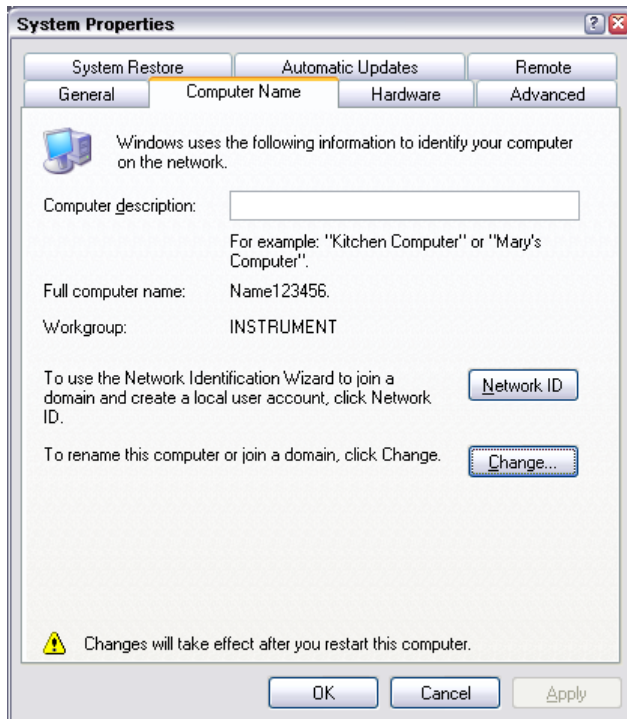 System Properties
System Restore
Automatic Updates
Remote
General
Computer Name
Hardware
Advanced
Windows uses the following information to identify your computer
on the network.
Computer description:
For example: "Kitchen Computer" or "Mary's
Computer".
Full computer name: Name123456.
Workgroup: INSTRUMENT
To use the Network Identification Wizard to join a
domain and create a local user account, click Network
ID.
Network ID
To rename this computer or join a domain, click Change.
Change...
Changes will take effect after you restart this computer.
OK
Cancel
Apply